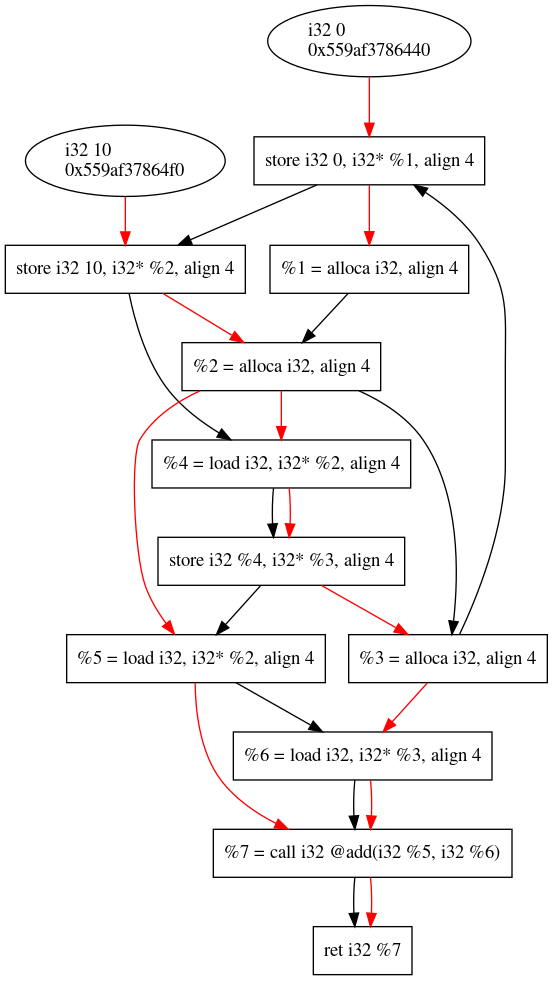 i32 0
0x559af3786440
i32 10
0x559af37864f0
store i32 0, i32* %1, align 4
store i32 10, i32* %2, align 4
%1 = alloca i32, align 4
%2 = alloca i32, align 4
%4 = load i32, i32* %2, align 4
store i32 %4, i32* %3, align 4
%5 = load i32, i32* %2, align 4
%3 = alloca i32, align 4
%6 = load i32, i32* %3, align 4
%7 = call i32 @add(i32 %5, i32 %6)
ret i32 %7